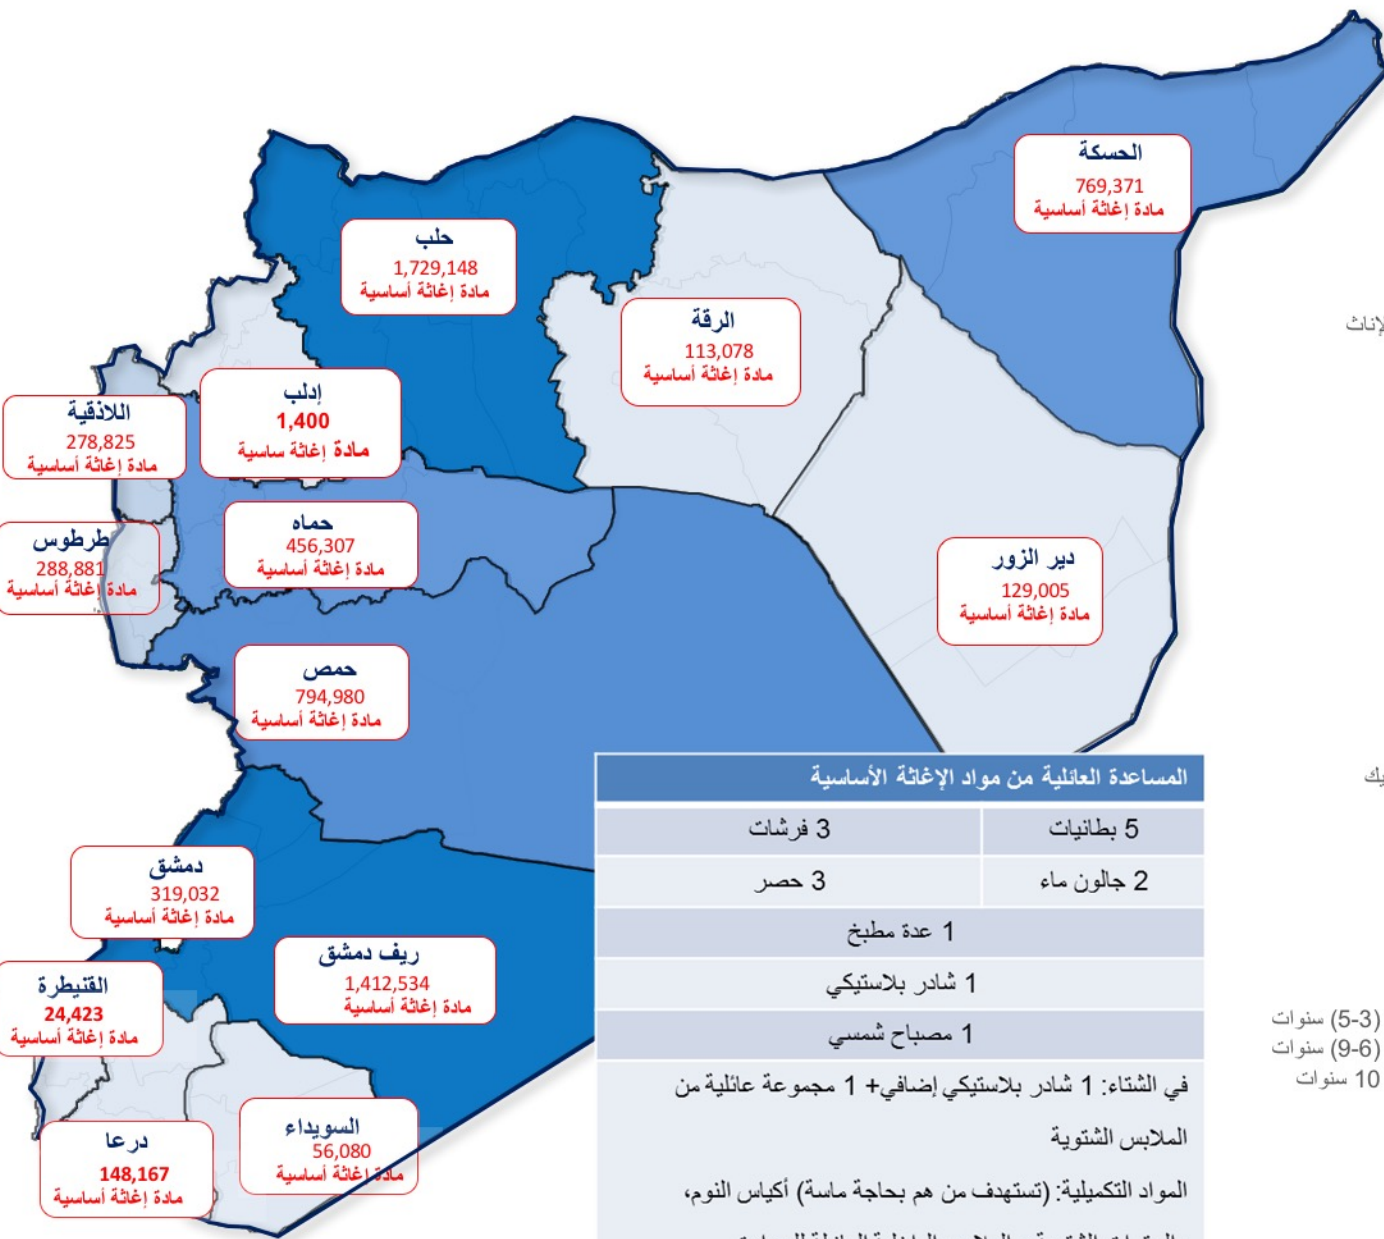 الحسكة
769,371
مادة إغاثة أساسية
حلب
1,729,148
مادة إغاثة أساسية
الرقة
113,078
مادة إغاثة أساسية
إدلب
1,400
مادة إغاثة ساسية
اللاذقية
278,825
مادة إغاثة أساسية
حماه
456,307
مادة إغاثة أساسية
طرطوس
288,881
مادة إغاثة أساسية
دير الزور
129,005
مادة إغاثة أساسية
حمص
794,980
مادة إغاثة أساسية
دمشق
319,032
مادة إغاثة أساسية
ريف دمشق
1,412,534
مادة إغاثة أساسية
القنيطرة
24,423
مادة إغاثة أساسية
السويداء
56,080
مادة إغاثة أساسية
درعا
148,167
مادة إغاثة أساسية
المساعدة العائلية من مواد الإغاثة الأساسية
5 بطانيات
3 فرشات
2 جالون ماء
3 حصر
1 عدة مطبخ
1 شادر بلاستيكي
1 مصباح شمسي
في الشتاء: 1 شادر بلاستيكي إضافي+ 1 مجموعة عائلية من
الملابس الشتوية
المواد التكميلية: (تستهدف من هم بحاجة ماسة) أكياس النوم،
(3-5) سنوات
(6-9) سنوات
10 سنوات